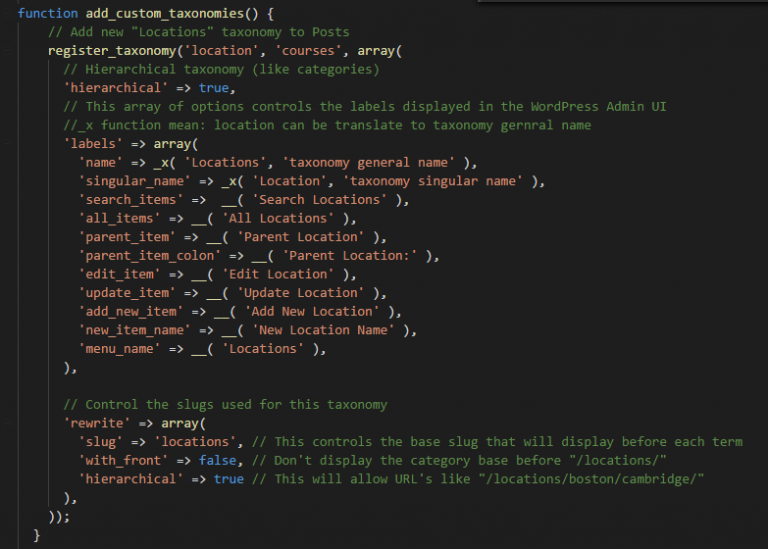 function add_custom_taxonomies() {
// Add new "Locations" taxonomy to Posts
register_taxonomy('location', 'courses', array(
// Hierarchical taxonomy (like categories)
'hierarchical' => true,
// This array of options controls the labels displayed in the WordPress Admin UI
//_x function mean: location can be translate to taxonomy gernral name
'labels' => array(
'name' => _x( 'Locations', 'taxonomy general name' ),
'singular_name' => _x( 'Location', 'taxonomy singular name' ),
'search_items' =>  __( 'Search Locations' ),
'all_items' => __( 'All Locations' ),
'parent_item' => __( 'Parent Location' ),
'parent_item_colon' => __( 'Parent Location:' ),
'edit_item' => __( 'Edit Location' ),
'update_item' => __( 'Update Location' ),
'add_new_item' => __( 'Add New Location' ),
'new_item_name' => __( 'New Location Name' ),
'menu_name' => __( 'Locations' ),
),
// Control the slugs used for this taxonomy
'rewrite' => array(
'slug' => 'locations', // This controls the base slug that will display before each term
'with_front' => false, // Don't display the category base before "/locations/"
'hierarchical' => true // This will allow URL's like "/locations/boston/cambridge/"
),
));
}